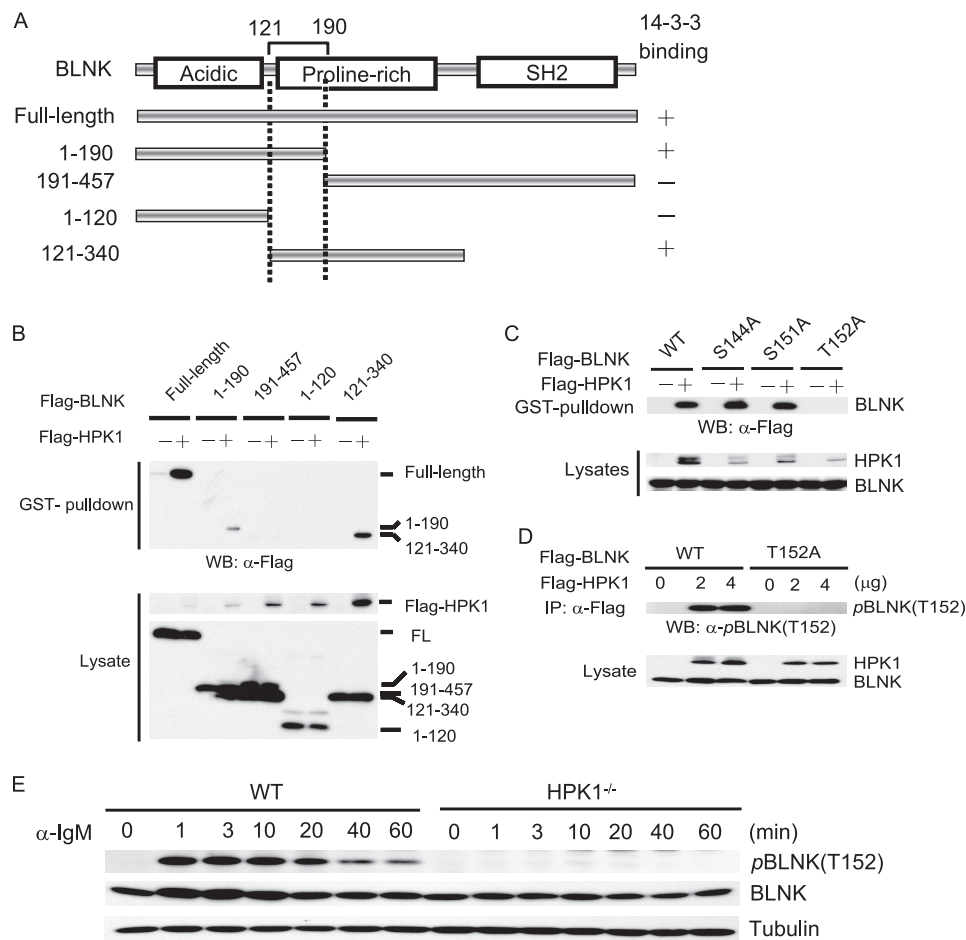 A
121 190
14-3-3
binding
BLNK Acidic Proline-rich SH2
Full-length +
1-190 +
191-457 −
1-120 −
121-340 +
B
Full-length 1-190 191-457 1-120 121-340
Flag-BLNK
Flag-HPK1 − + − + − + − + − +
GST- pulldown
Full-length
1-190
121-340
WB: α-Flag
Lysate
Flag-HPK1
FL
1-190
191-457
121-340
1-120
C
WT S144A S151A T152A
Flag-BLNK
Flag-HPK1 − + − + − + − +
GST-pulldown BLNK
WB: α-Flag
Lysates HPK1
BLNK
D
Flag-BLNK WT T152A
Flag-HPK1 0 2 4 0 2 4 (μg)
IP: α-Flag pBLNK(T152)
WB: α-pBLNK(T152)
Lysate HPK1
BLNK
E
WT HPK1-/-
α-IgM 0 1 3 10 20 40 60 0 1 3 10 20 40 60 (min)
pBLNK(T152)
BLNK
Tubulin